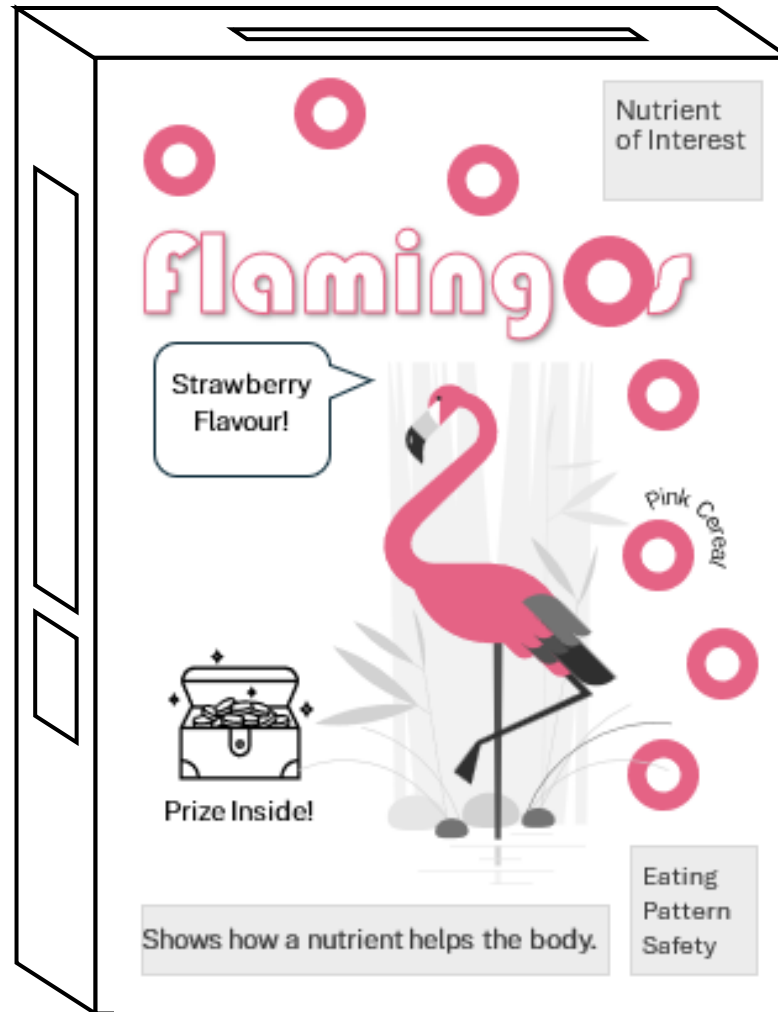 Nutrient
of Interest
FlamingOs
Strawberry
Flavour!
Pink Cereal
Prize Inside!
Eating
Pattern
Safety
Shows how a nutrient helps the body.